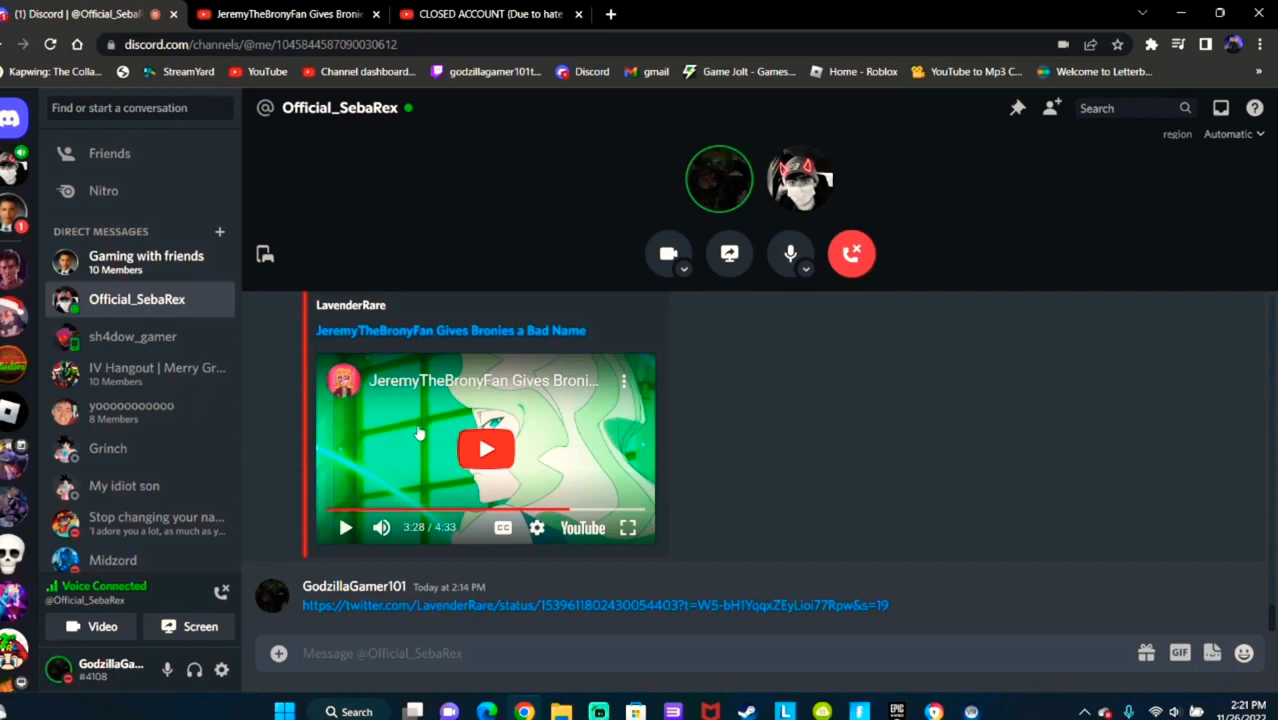 (1) Discord | @Official_SebaR
JeremyTheBronyFan Gives Bronie
CLOSED ACCOUNT (Due to hate
discord.com/channels/@me/1045844587090030612
Kapwing: The Colla...
StreamYard
YouTube
Channel dashboard...
godzillagamer101t...
Discord
gmail
Game Jolt - Games...
Home - Roblox
YouTube to Mp3 C...
Welcome to Letterb...
»
Find or start a conversation
@ Official_SebaRex
Search
region Automatic
Friends
Nitro
DIRECT MESSAGES +
Gaming with friends
10 Members
Official_SebaRex
sh4dow_gamer
IV Hangout | Merry Gr...
10 Members
yooooooooooo
8 Members
Grinch
My idiot son
Stop changing your na...
'I adore you a lot, as much as y...
Midzord
1
Voice Connected
@Official_SebaRex
Video
Screen
GodzillaGa...
#4108
LavenderRare
JeremyTheBronyFan Gives Bronies a Bad Name
JeremyTheBronyFan Gives Broni...
3:28 / 4:33
CC
YouTube
GodzillaGamer101 Today at 2:14 PM
https://twitter.com/LavenderRare/status/1539611802430054403?t=W5-bH1YqqxZEyLioi77Rpw&s=19
Message @Official_SebaRex
GIF
Search
EPIC
2:21 PM